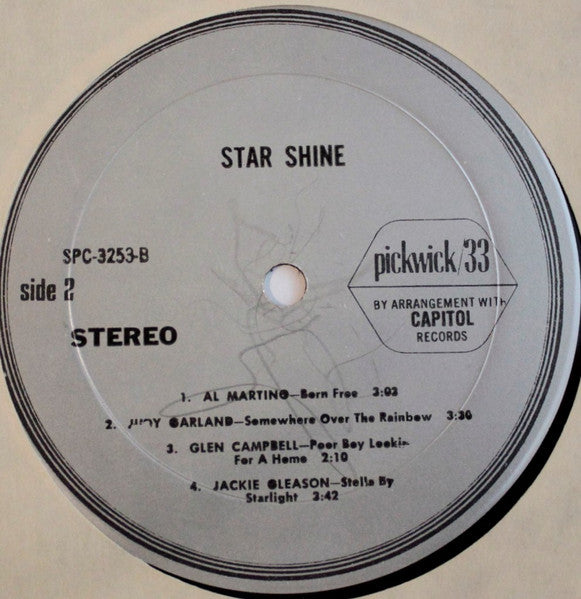 STAR SHINE
SPC-3253-B
side 2
STEREO
pickwick/33
BY ARRANGEMENT WITH
CAPITOL
RECORDS
1. AL MARTINO—Born Free 3:03
2. JUDY GARLAND—Somewhere Over The Rainbow 3:30
3. GLEN CAMPBELL—Poor Boy Lookin
For A Home 2:10
4. JACKIE GLEASON—Stella By
Starlight 3:42